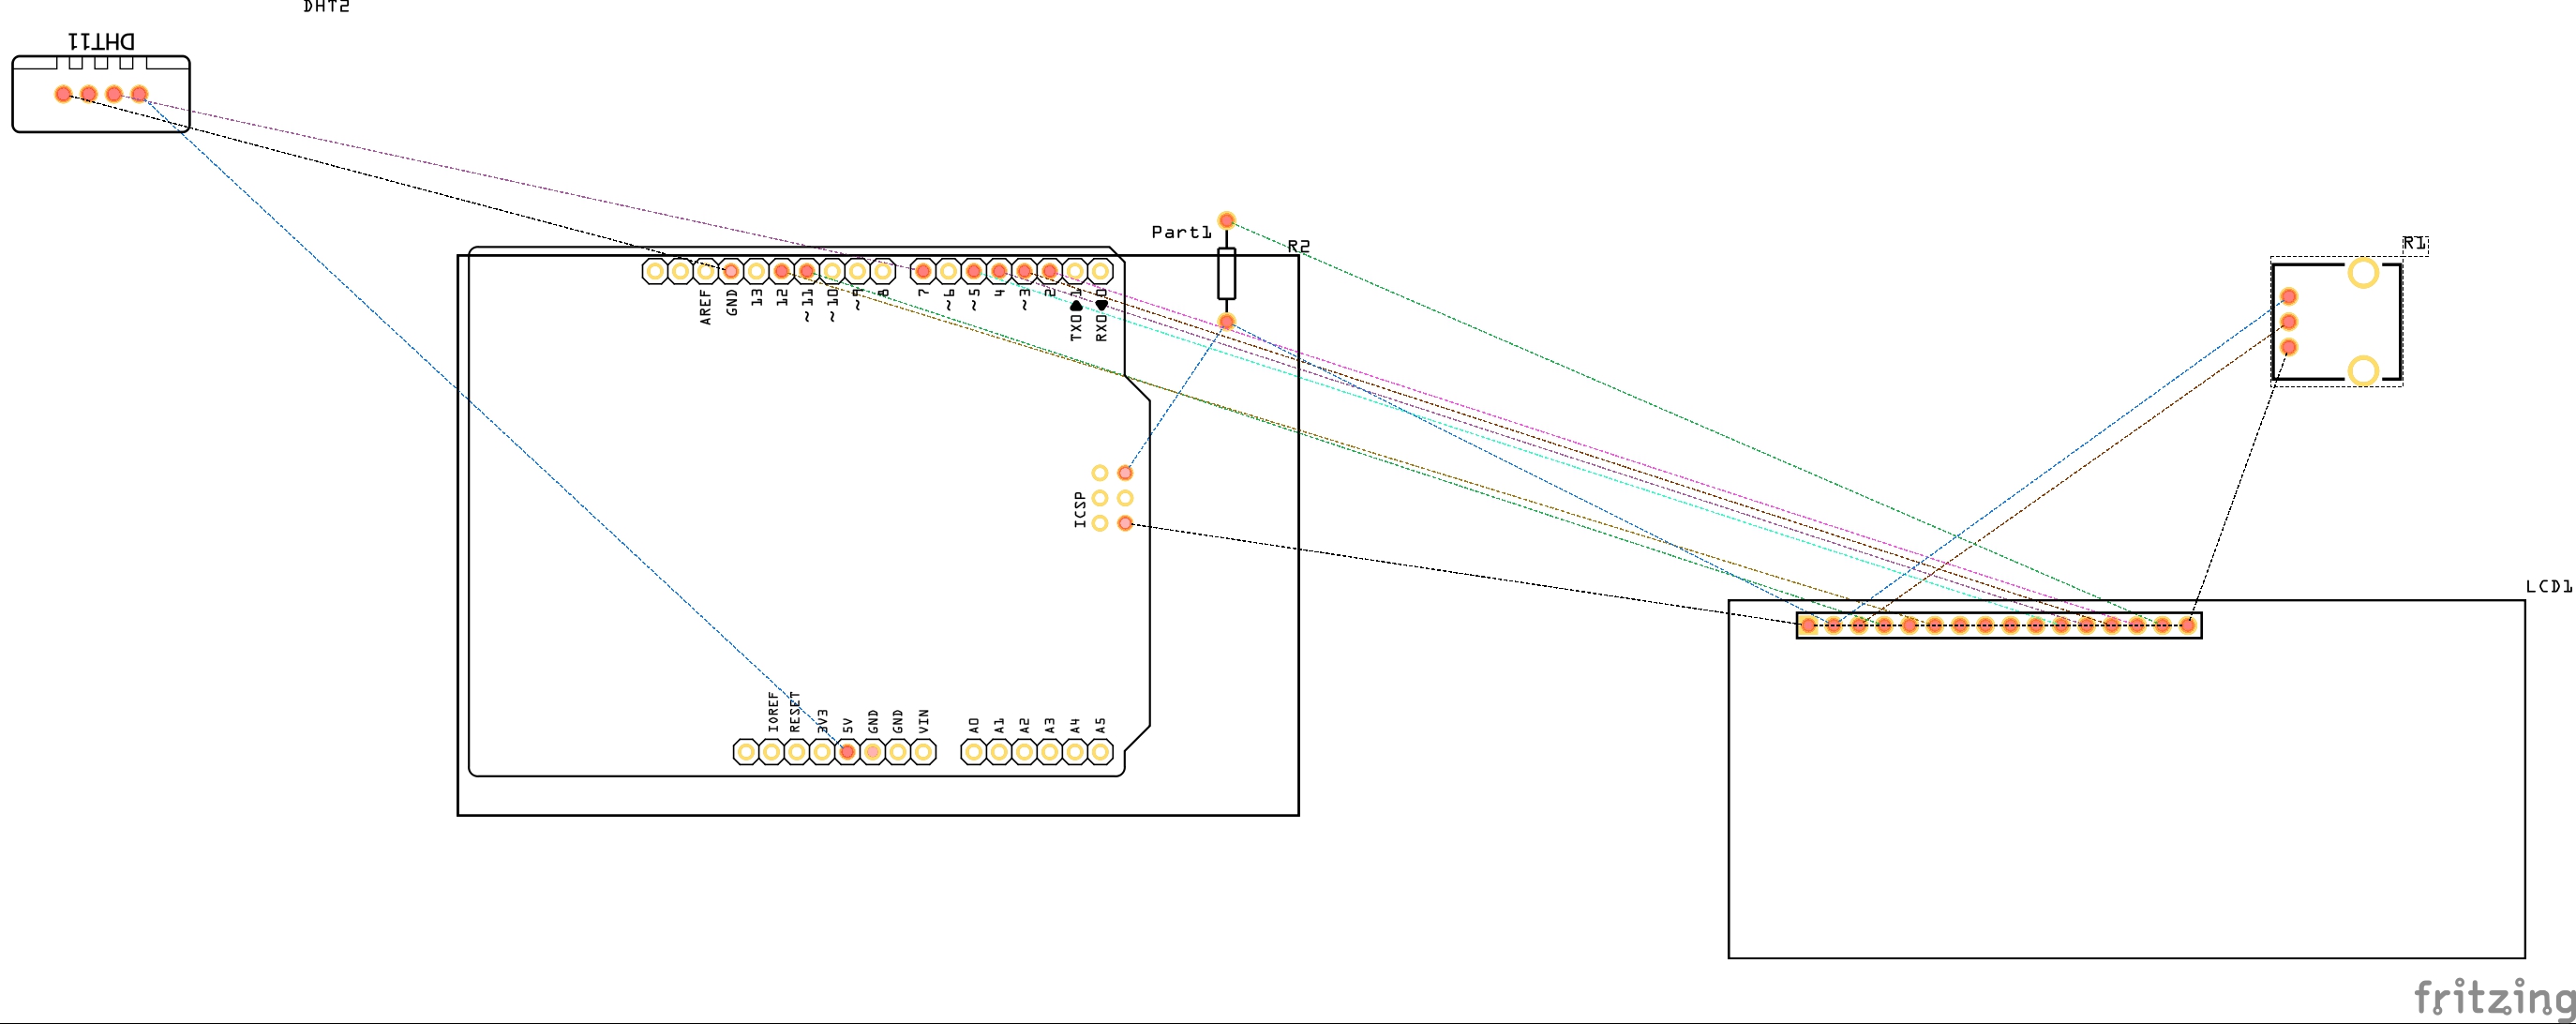 DHT2
DHT11
Part1
R2
R1
AREF
GND
13
12
~11
~10
~9
8
7
~6
~5
4
~3
2
TX0 1
RX0 0
ICSP
LCD1
IOREF
RESET
3V3
5V
GND
GND
VIN
A0
A1
A2
A3
A4
A5
fritzing